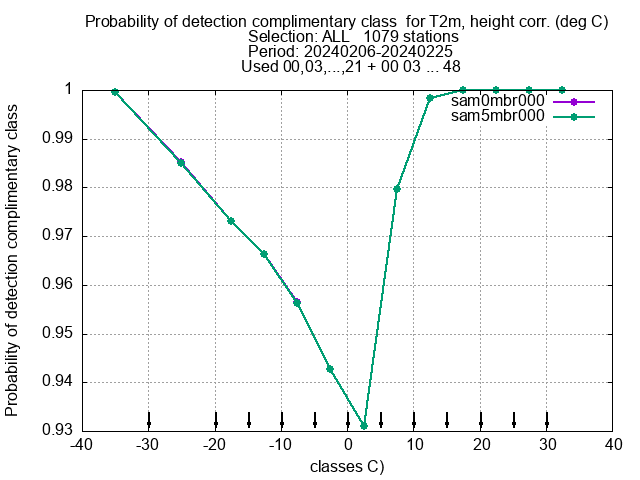 Probability of detection complimentary class  for T2m, height corr. (deg C)
Selection: ALL   1079 stations
Period: 20240206-20240225
Used 00,03,...,21 + 00 03 ... 48
Probability of detection complimentary class
1
0.99
0.98
0.97
0.96
0.95
0.94
0.93
sam0mbr000
sam5mbr000
-40 -30 -20 -10 0 10 20 30 40
classes C)